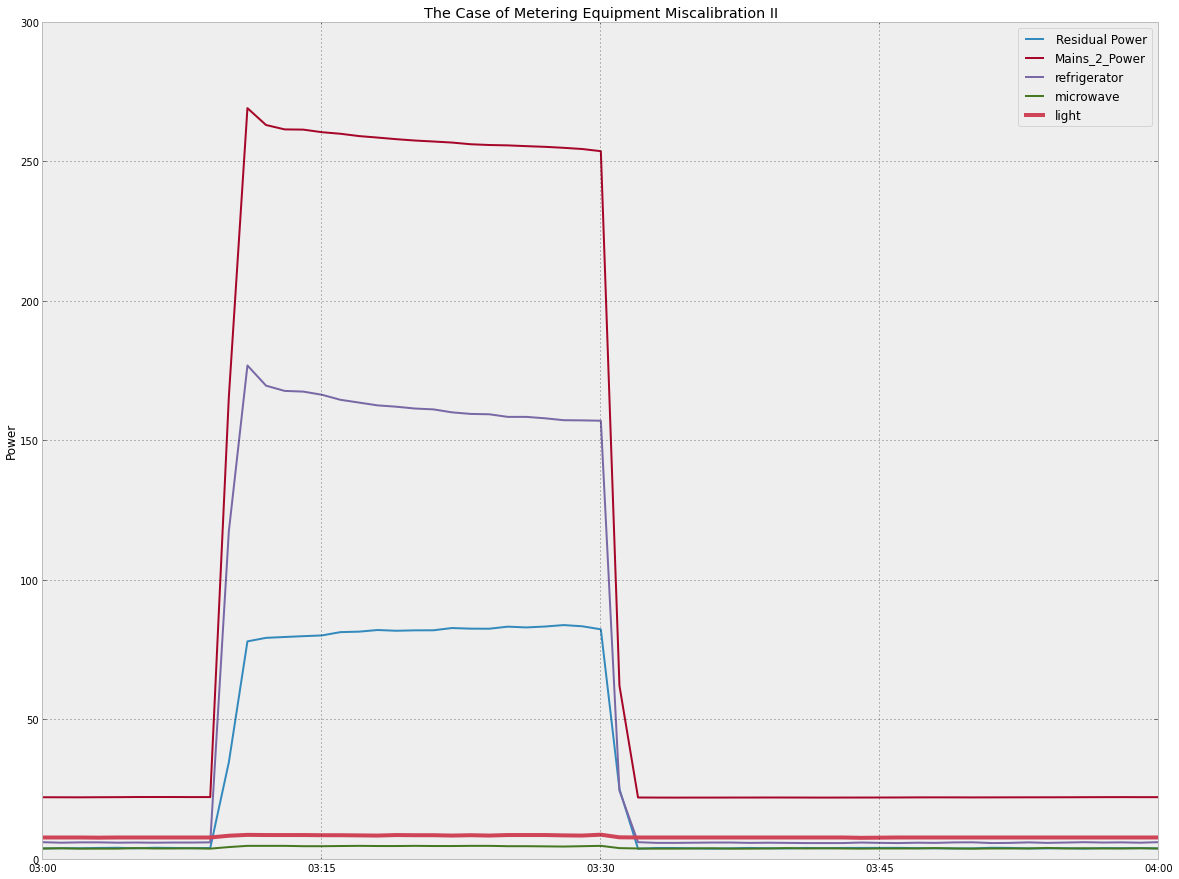 The Case of Metering Equipment Miscalibration II
Residual Power
Mains_2_Power
refrigerator
microwave
light
Power
300
250
200
150
100
50
0
03:00
03:15
03:30
03:45
04:00